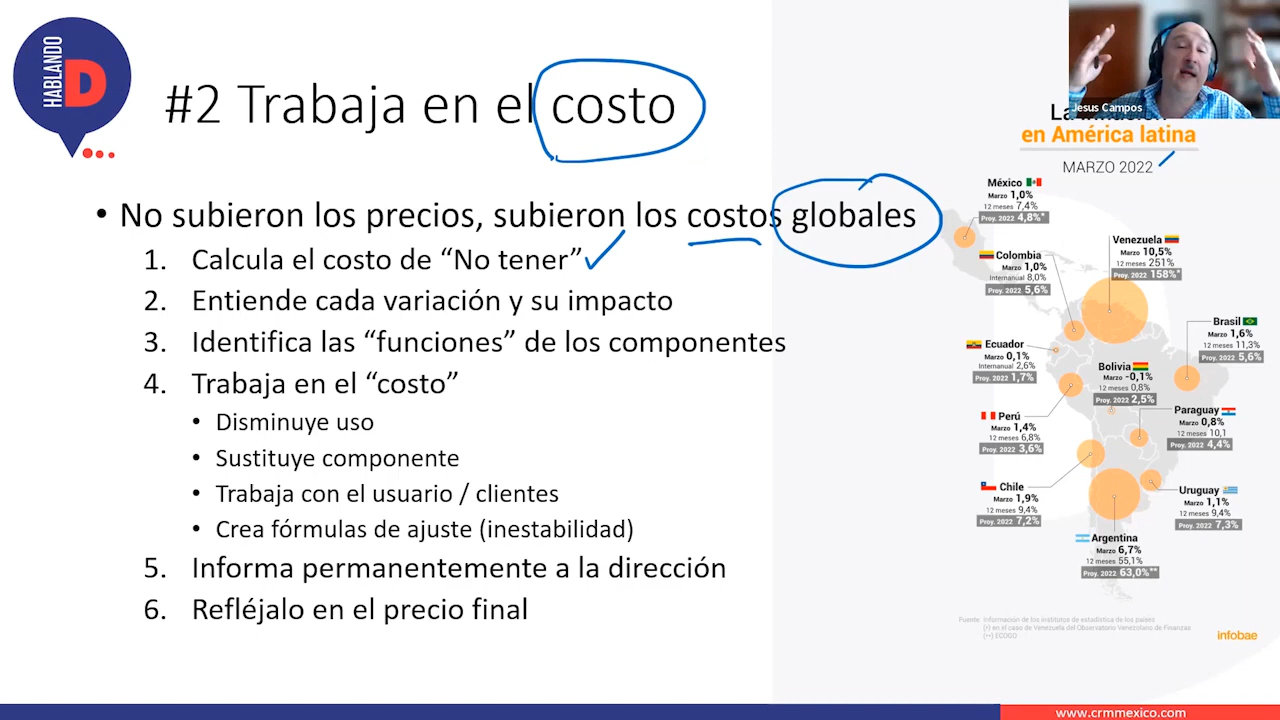 HABLANDO
D
#2 Trabaja en el costo
• No subieron los precios, subieron los costos globales
1. Calcula el costo de “No tener”
2. Entiende cada variación y su impacto
3. Identifica las “funciones” de los componentes
4. Trabaja en el “costo”
• Disminuye uso
• Sustituye componente
• Trabaja con el usuario / clientes
• Crea fórmulas de ajuste (inestabilidad)
5. Informa permanentemente a la dirección
6. Refléjalo en el precio final
Jesus Campos
en América latina
MARZO 2022
México
Marzo 1,0%
12 meses 7,4%
Proy. 2022 4,8%*
Venezuela
Marzo 10,5%
12 meses 251%
Proy. 2022 158%*
Colombia
Marzo 1,0%
Interanual 8,0%
Proy. 2022 5,6%
Brasil
Marzo 1,6%
12 meses 11,3%
Proy. 2022 5,6%
Ecuador
Marzo 0,1%
Interanual 2,6%
Proy. 2022 1,7%
Bolivia
Marzo -0,1%
12 meses 0,8%
Proy. 2022 2,5%
Perú
Marzo 1,4%
12 meses 6,8%
Proy. 2022 3,6%
Paraguay
Marzo 0,8%
12 meses 10,1
Proy. 2022 4,4%
Chile
Marzo 1,9%
12 meses 9,4%
Proy. 2022 7,2%
Uruguay
Marzo 1,1%
12 meses 9,4%
Proy. 2022 7,3%
Argentina
Marzo 6,7%
12 meses 55,1%
Proy. 2022 63,0%**
Fuente: Información de los institutos de estadística de los países
(*) en el caso de Venezuela del Observatorio Venezolano de Finanzas
(**) ECOGO
infobae
www.crmmexico.com